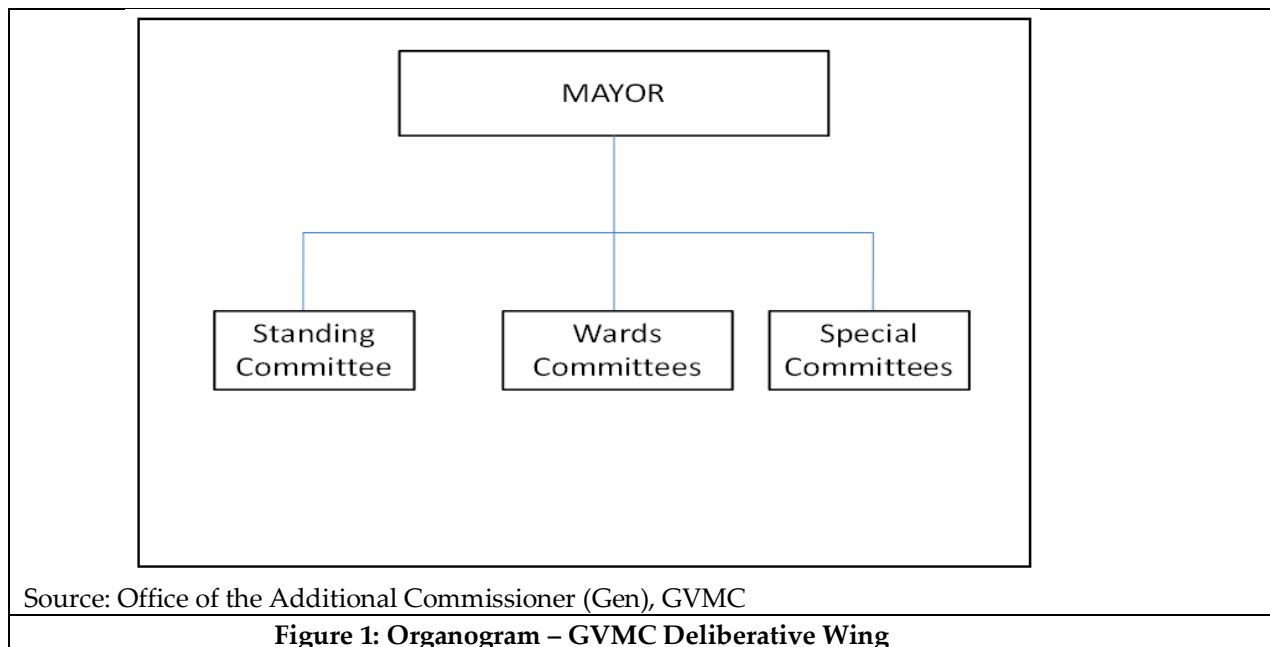 MAYOR
Standing
Committee
Wards
Committees
Special
Committees
Source: Office of the Additional Commissioner (Gen), GVMC
Figure 1: Organogram – GVMC Deliberative Wing